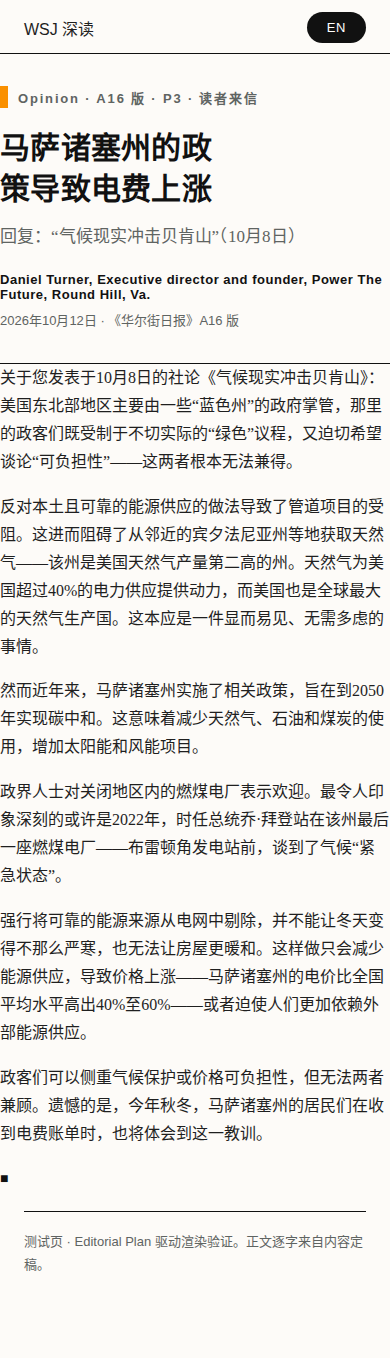 WSJ 深读
EN
Opinion · A16 版 · P3 · 读者来信
马萨诸塞州的政
策导致电费上涨
回复：“气候现实冲击贝肯山”（10月8日）
Daniel Turner, Executive director and founder, Power The
Future, Round Hill, Va.
2026年10月12日 · 《华尔街日报》A16 版
关于您发表于10月8日的社论《气候现实冲击贝肯山》：
美国东北部地区主要由一些“蓝色州”的政府掌管，那里
的政客们既受制于不切实际的“绿色”议程，又迫切希望
谈论“可负担性”——这两者根本无法兼得。
反对本土且可靠的能源供应的做法导致了管道项目的受
阻。这进而阻碍了从邻近的宾夕法尼亚州等地获取天然
气——该州是美国天然气产量第二高的州。天然气为美
国超过40%的电力供应提供动力，而美国也是全球最大
的天然气生产国。这本应是一件显而易见、无需多虑的
事情。
然而近年来，马萨诸塞州实施了相关政策，旨在到2050
年实现碳中和。这意味着减少天然气、石油和煤炭的使
用，增加太阳能和风能项目。
政界人士对关闭地区内的燃煤电厂表示欢迎。最令人印
象深刻的或许是2022年，时任总统乔·拜登站在该州最后
一座燃煤电厂——布雷顿角发电站前，谈到了气候“紧
急状态”。
强行将可靠的能源来源从电网中剔除，并不能让冬天变
得不那么严寒，也无法让房屋更暖和。这样做只会减少
能源供应，导致价格上涨——马萨诸塞州的电价比全国
平均水平高出40%至60%——或者迫使人们更加依赖外
部能源供应。
政客们可以侧重气候保护或价格可负担性，但无法两者
兼顾。遗憾的是，今年秋冬，马萨诸塞州的居民们在收
到电费账单时，也将体会到这一教训。
■
测试页 · Editorial Plan 驱动渲染验证。正文逐字来自内容定
稿。